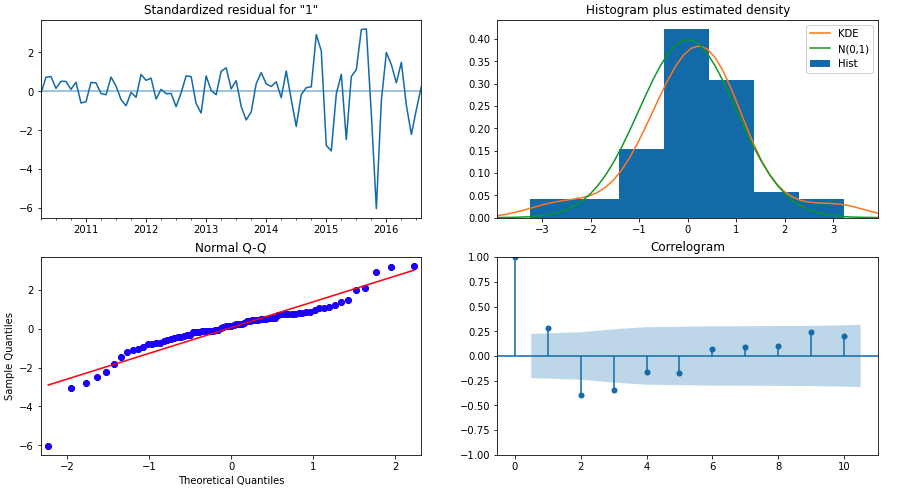 Standardized residual for "1"
2
0
−2
−4
−6
2011 2012 2013 2014 2015 2016
Histogram plus estimated density
KDE
N(0,1)
Hist
0.40
0.35
0.30
0.25
0.20
0.15
0.10
0.05
0.00
−3 −2 −1 0 1 2 3
Normal Q-Q
Sample Quantiles
2
0
−2
−4
−6
−2 −1 0 1 2
Theoretical Quantiles
Correlogram
1.00
0.75
0.50
0.25
0.00
−0.25
−0.50
−0.75
−1.00
0 2 4 6 8 10